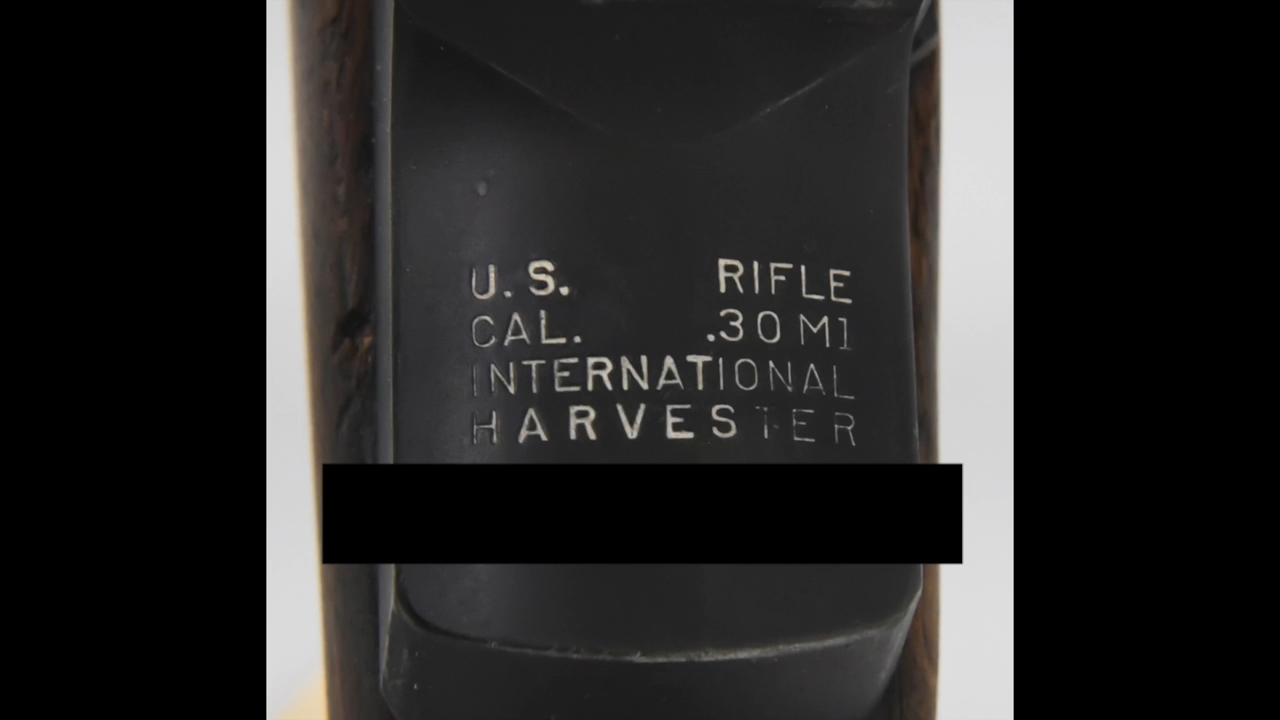 U.S. RIFLE
CAL. .30 M1
INTERNATIONAL
HARVESTER